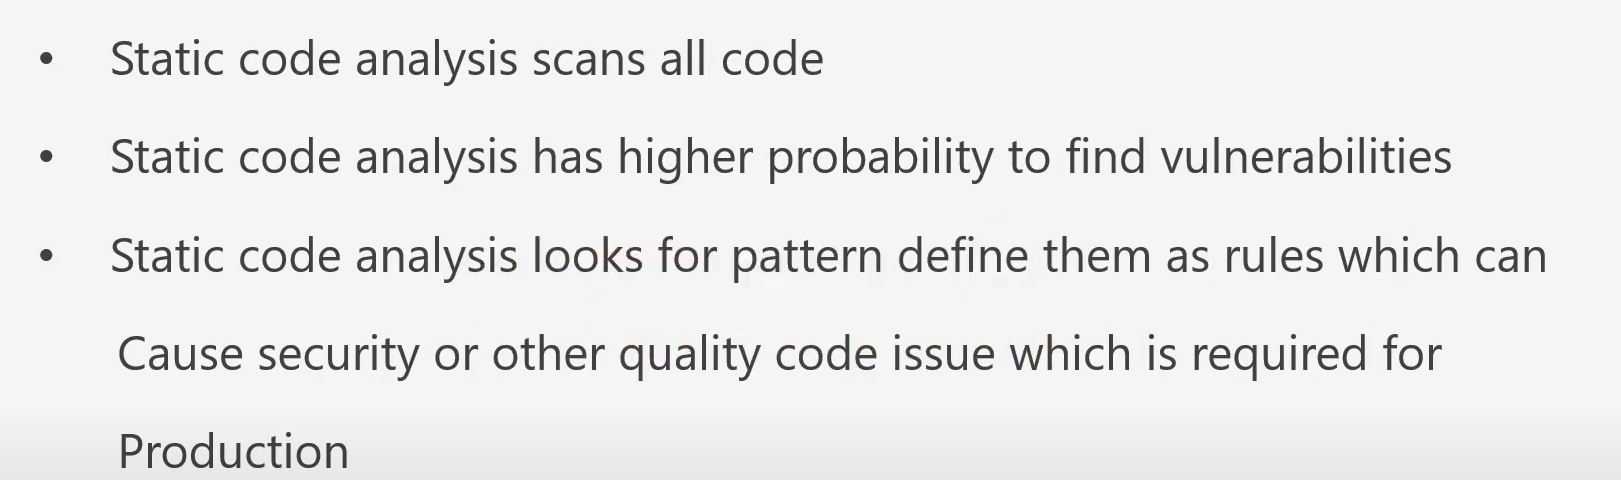 • Static code analysis scans all code
• Static code analysis has higher probability to find vulnerabilities
• Static code analysis looks for pattern define them as rules which can
Cause security or other quality code issue which is required for
Production